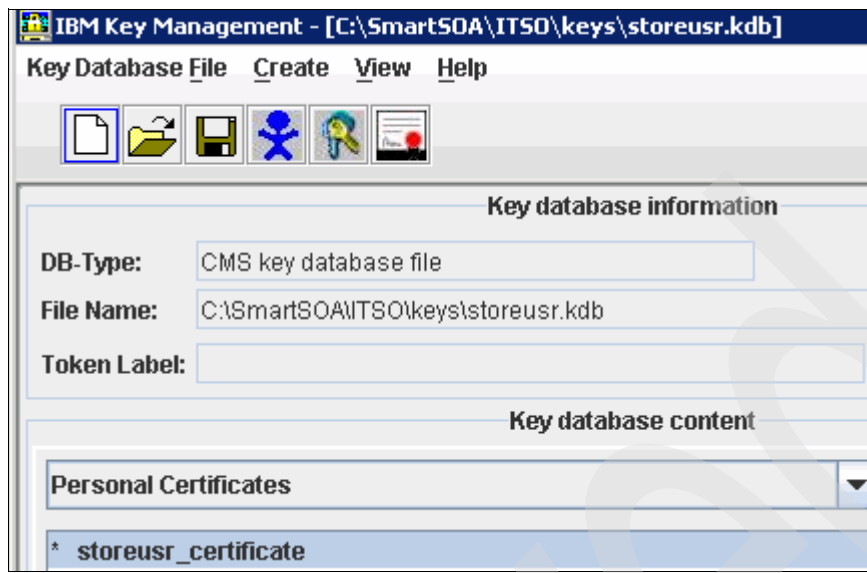 IBM Key Management - [C:\SmartSOA\ITSO\keys\storeusr.kdb]
Key Database File Create View Help
Key database information
DB-Type: CMS key database file
File Name: C:\SmartSOA\ITSO\keys\storeusr.kdb
Token Label:
Key database content
Personal Certificates
* storeusr_certificate